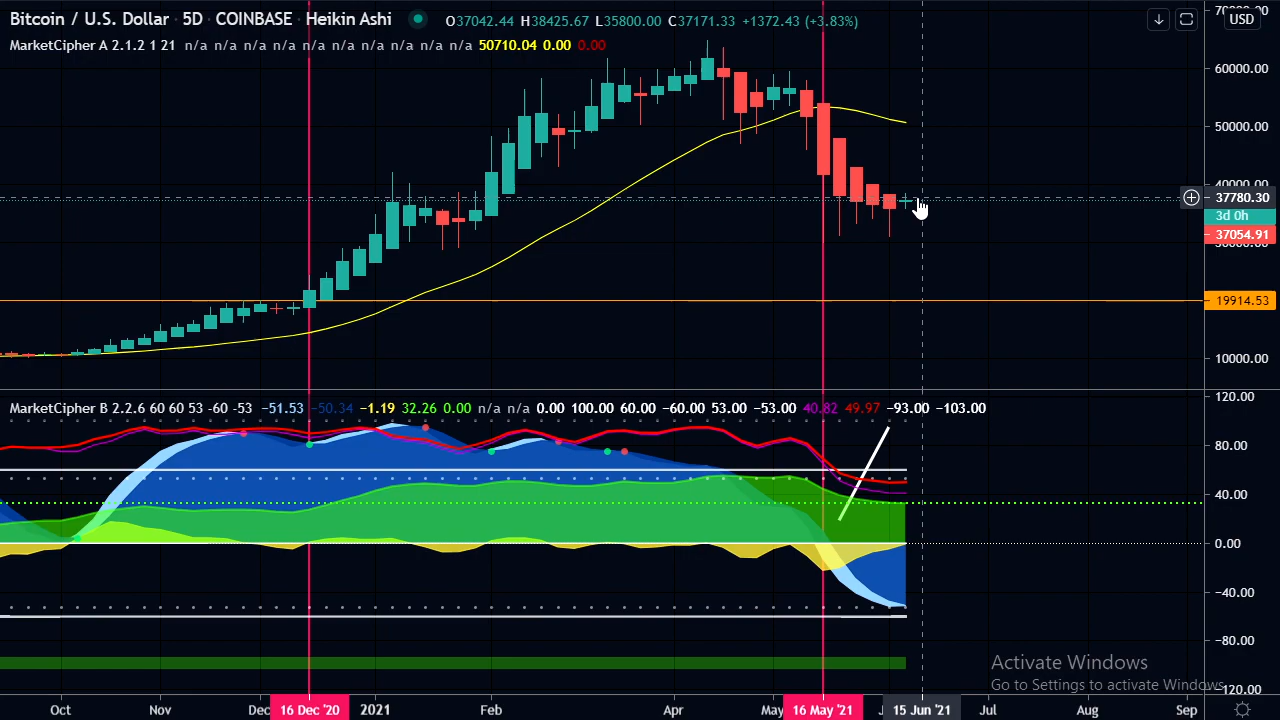 Bitcoin / U.S. Dollar · 5D · COINBASE · Heikin Ashi O37042.44 H38425.67 L35800.00 C37171.33 +1372.43 (+3.83%)
MarketCipher A 2.1.2 1 21 n/a n/a n/a n/a n/a n/a n/a n/a n/a n/a 50710.04 0.00 0.00
USD
60000.00
50000.00
37780.30
3d 0h
37054.91
19914.53
10000.00
MarketCipher B 2.2.6 60 60 53 -60 -53 −51.53 −50.34 −1.19 32.26 0.00 n/a n/a 0.00 100.00 60.00 −60.00 53.00 −53.00 40.82 49.97 −93.00 −103.00
120.00
80.00
40.00
0.00
−40.00
−80.00
Activate Windows
Go to Settings to activate Windows.
Oct Nov Dec 16 Dec '20 2021 Feb Apr May 16 May '21 15 Jun '21 Jul Aug Sep